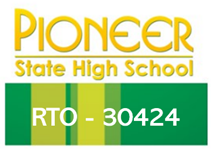 PIONEER
State High School
RTO - 30424